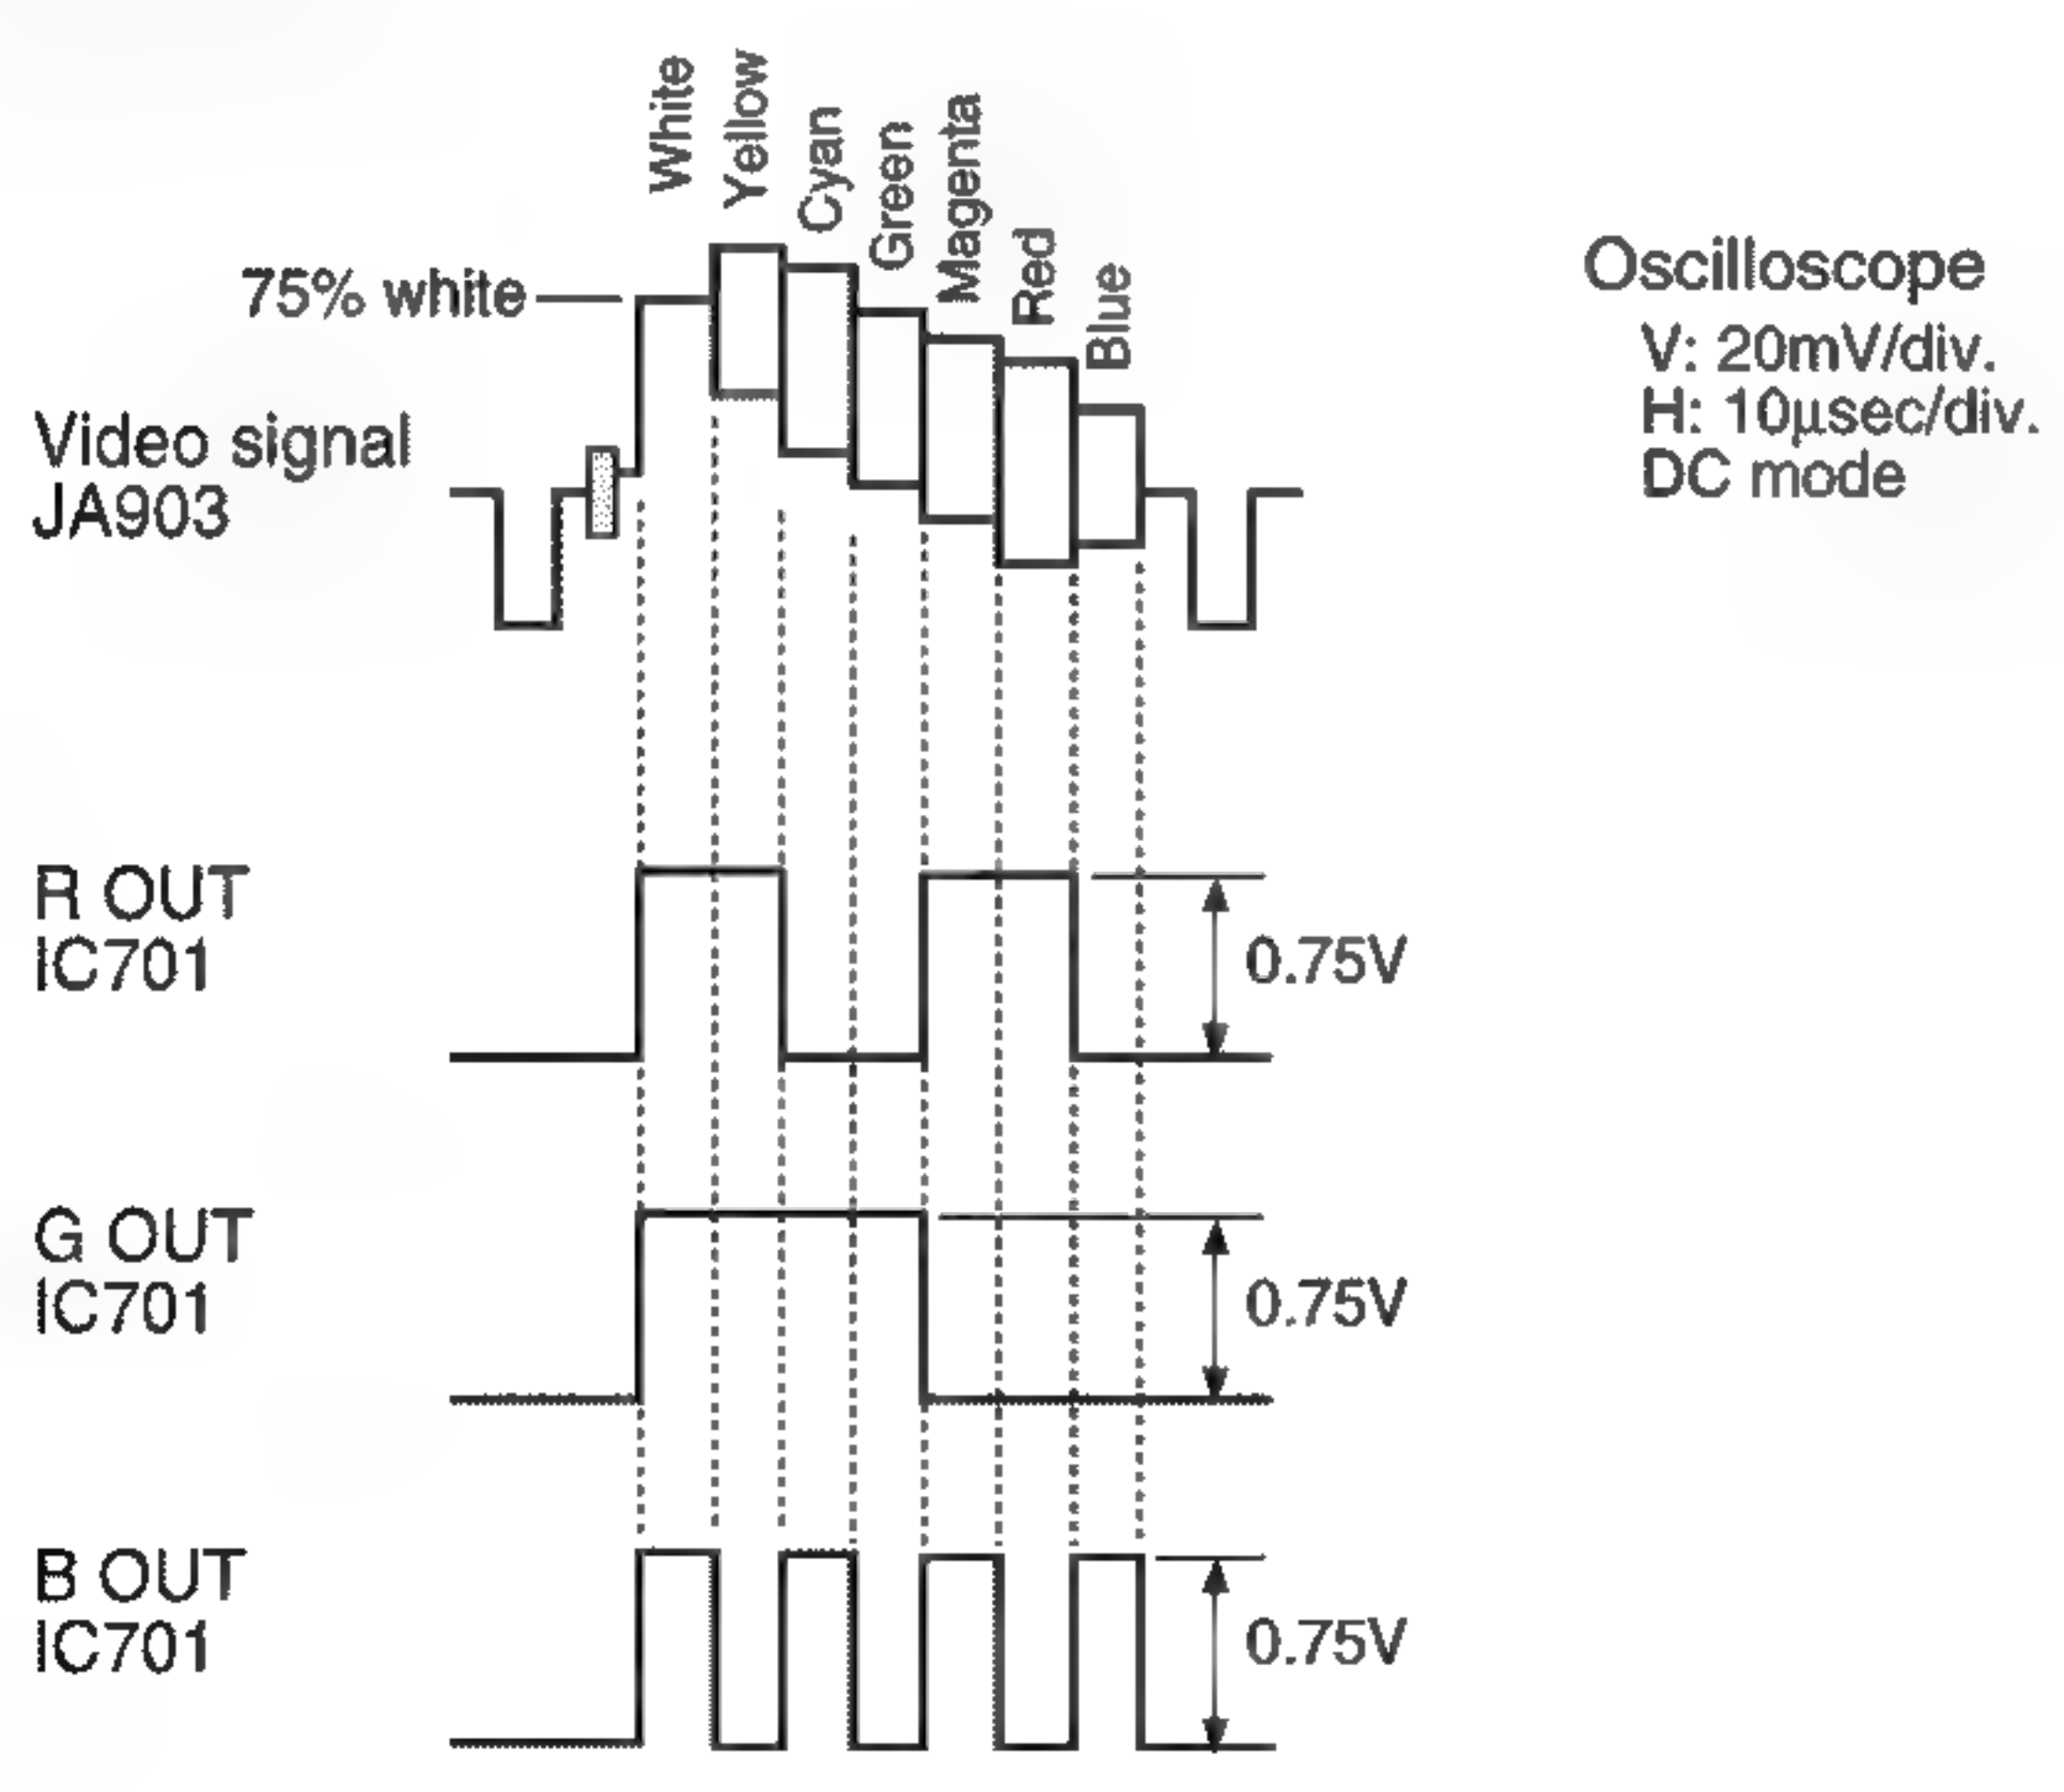 White
Yellow
Cyan
Green
Magenta
Red
Blue
75% white
Video signal
JA903
Oscilloscope
V: 20mV/div.
H: 10μsec/div.
DC mode
R OUT
IC701
0.75V
G OUT
IC701
0.75V
B OUT
IC701
0.75V